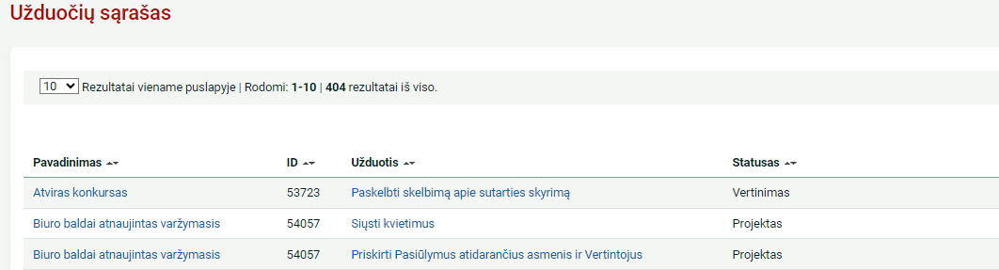 Užduočių sąrašas
10 Rezultatai viename puslapyje | Rodomi: 1-10 | 404 rezultatai iš viso.
Pavadinimas ID Užduotis Statusas
Atviras konkursas 53723 Paskelbti skelbimą apie sutarties skyrimą Vertinimas
Biuro baldai atnaujintas varžymasis 54057 Siųsti kvietimus Projektas
Biuro baldai atnaujintas varžymasis 54057 Priskirti Pasiūlymus atidarančius asmenis ir Vertintojus Projektas